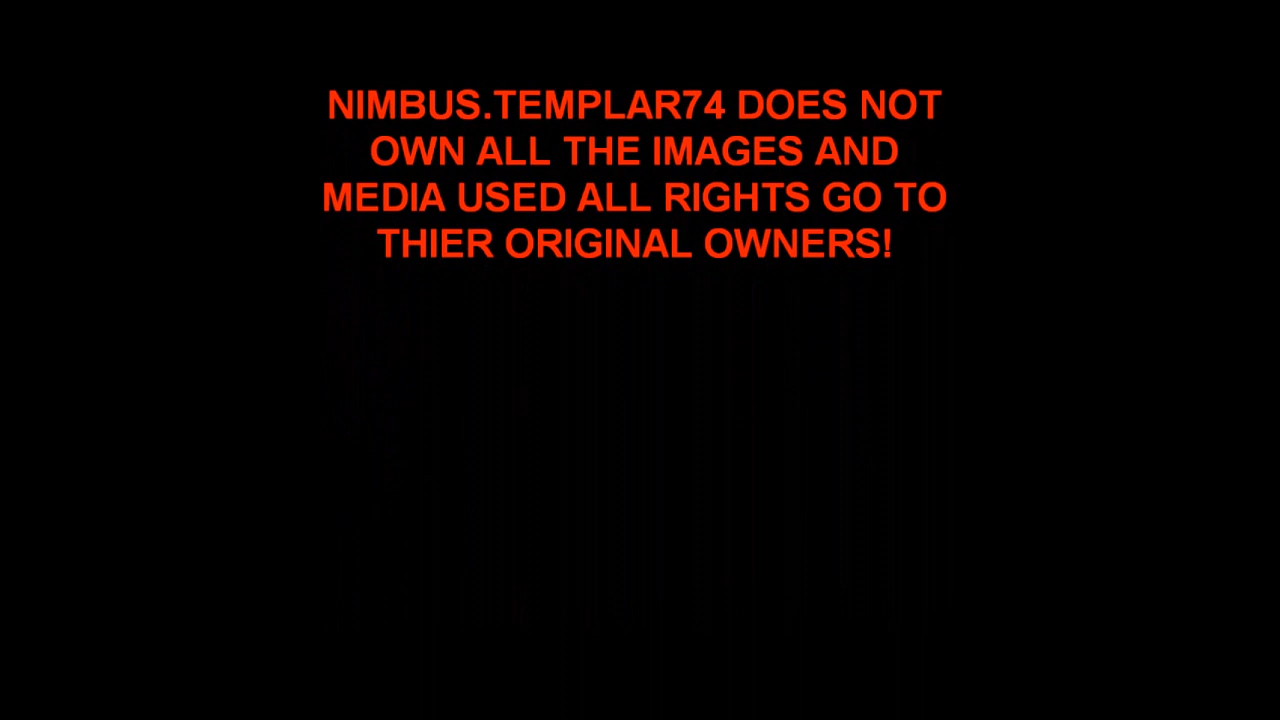 NIMBUS.TEMPLAR74 DOES NOT
OWN ALL THE IMAGES AND
MEDIA USED ALL RIGHTS GO TO
THIER ORIGINAL OWNERS!